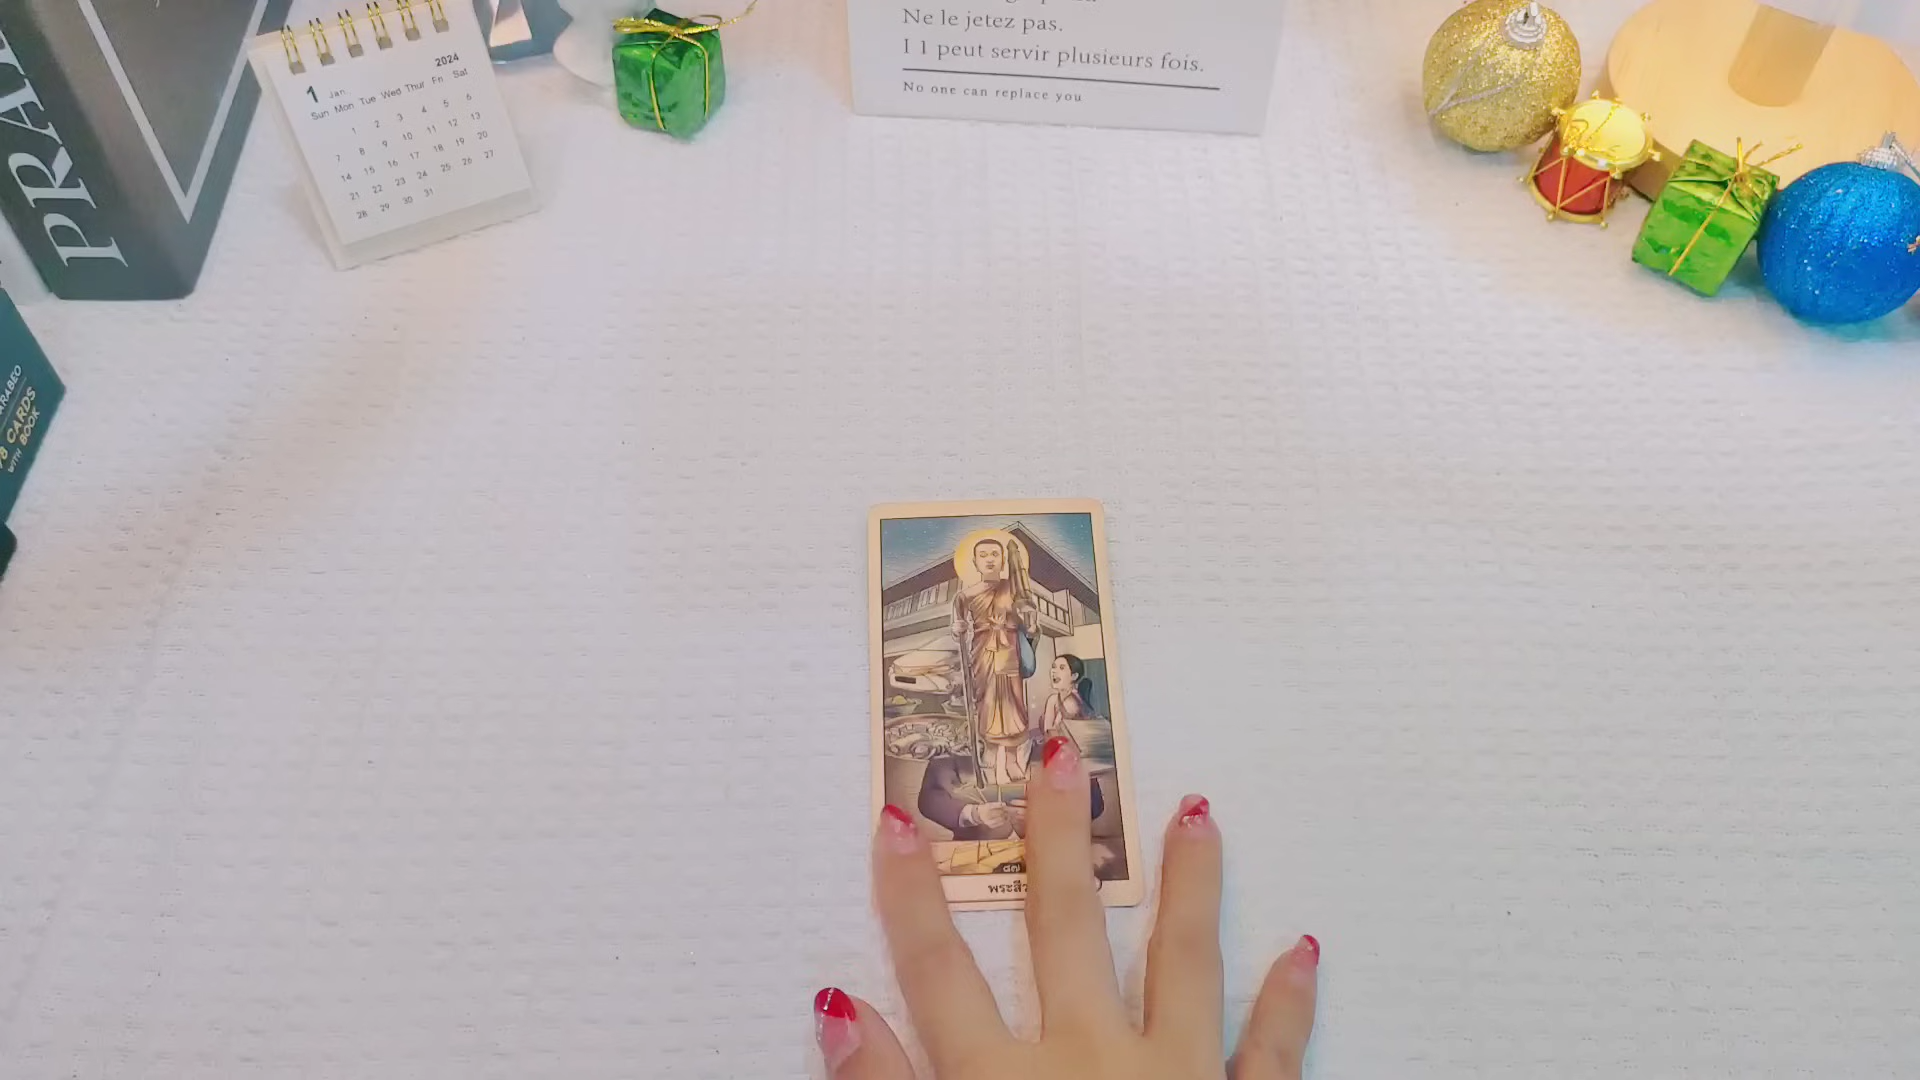 PRA
1 Jan. 2024
Sun Mon Tue Wed Thur Fri Sat
1 2 3 4 5 6
7 8 9 10 11 12 13
14 15 16 17 18 19 20
21 22 23 24 25 26 27
28 29 30 31
Ne le jetez pas.
I 1 peut servir plusieurs fois.
No one can replace you
CARDS
WITH BOOK
๘๗
พระสี